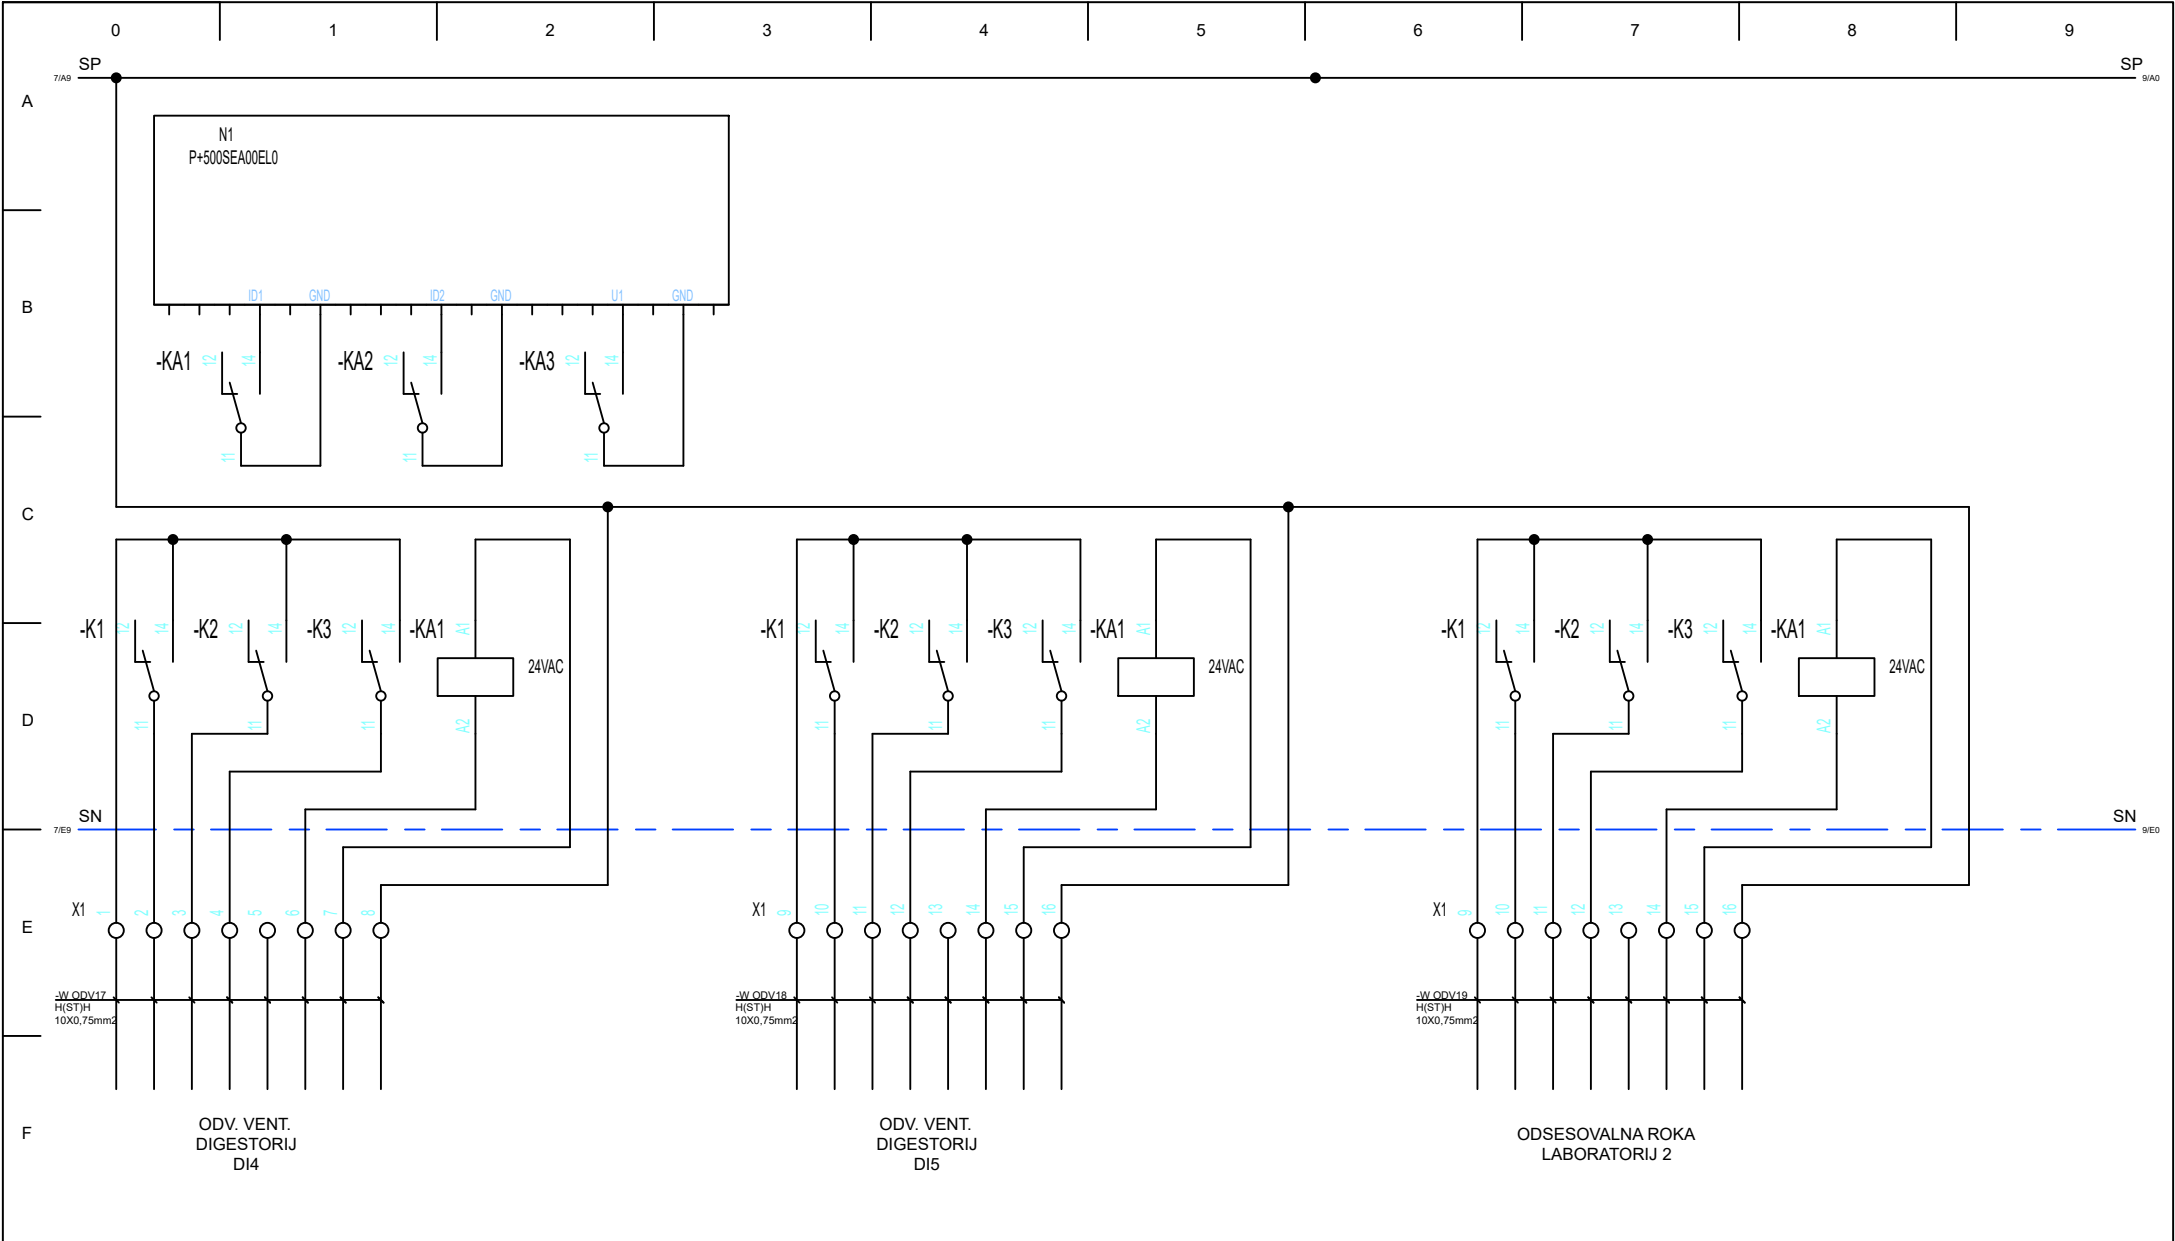 0 1 2 3 4 5 6 7 8 9
SP SP
7/A9 9/A0
A
N1
P+500SEA00EL0
B
ID1 GND ID2 GND U1 GND
-KA1 12 14 -KA2 12 14 -KA3 12 14
11 11 11
C
-K1 12 14 -K2 12 14 -K3 12 14 -KA1 A1 -K1 12 14 -K2 12 14 -K3 12 14 -KA1 A1 -K1 12 14 -K2 12 14 -K3 12 14 -KA1 A1
24VAC 24VAC 24VAC
D
11 11 11 A2 11 11 11 A2 11 11 11 A2
SN SN
7/E9 9/E0
X1 1 2 3 4 5 6 7 8 X1 9 10 11 12 13 14 15 16 X1 9 10 11 12 13 14 15 16
E
-W ODV17 -W ODV18 -W ODV19
H(ST)H H(ST)H H(ST)H
10X0,75mm2 10X0,75mm2 10X0,75mm2
F
ODV. VENT.
DIGESTORIJ
DI4
ODV. VENT.
DIGESTORIJ
DI5
ODSESOVALNA ROKA
LABORATORIJ 2